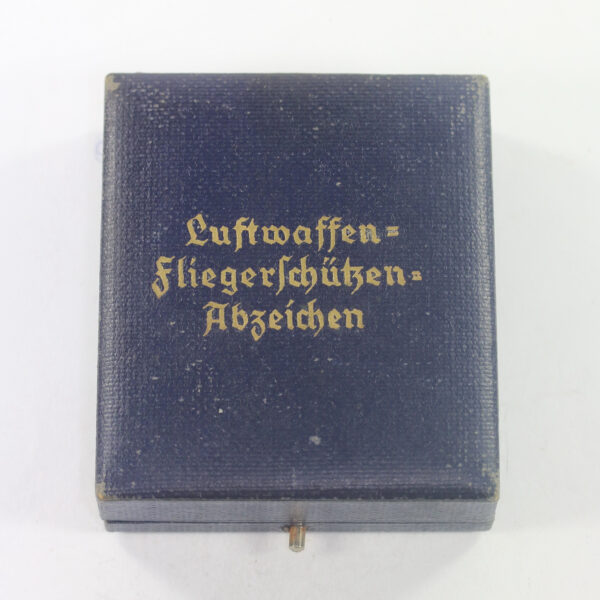 Luftwaffen=
Fliegerſchützen=
Abzeichen